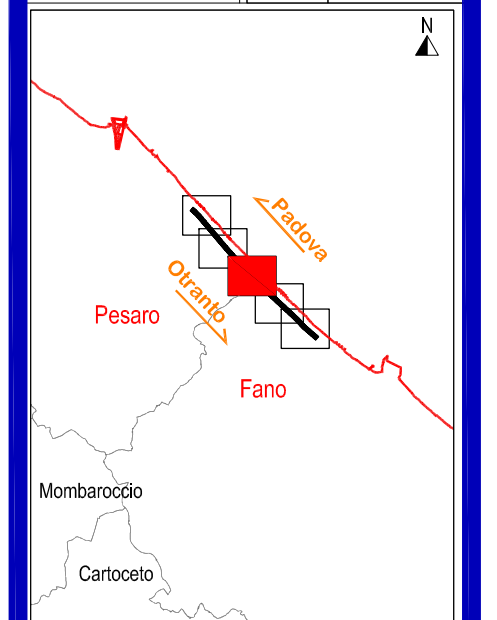 N
Padova
Otranto
Pesaro
Fano
Mombaroccio
Cartoceto